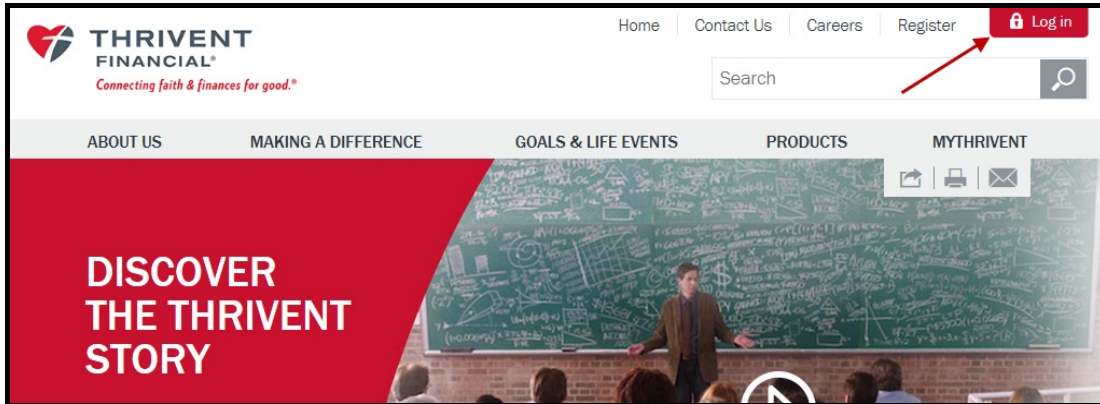 Home Contact Us Careers Register Log in
THRIVENT
FINANCIAL®
Connecting faith & finances for good.®
Search
ABOUT US MAKING A DIFFERENCE GOALS & LIFE EVENTS PRODUCTS MYTHRIVENT
DISCOVER
THE THRIVENT
STORY